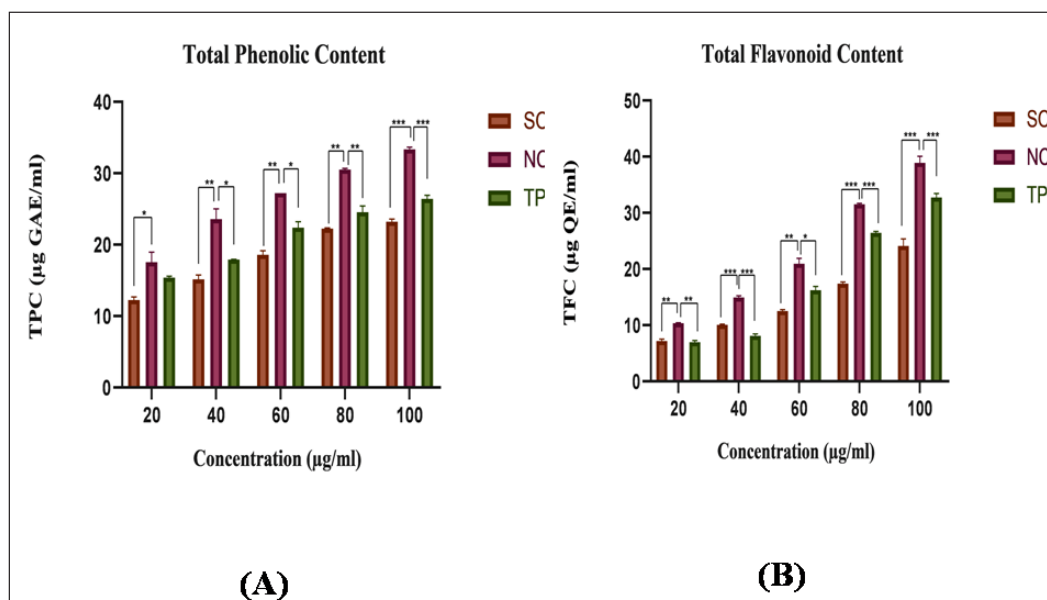 Total Phenolic Content
TPC (µg GAE/ml)
40
30
20
10
0
** ** *** ***
** *
** *
*
SC
NC
TP
20 40 60 80 100
Concentration (µg/ml)
(A)
Total Flavonoid Content
TFC (µg QE/ml)
50
40
30
20
10
0
*** ***
*** ***
** *
*** ***
** **
SC
NC
TP
20 40 60 80 100
Concentration (µg/ml)
(B)